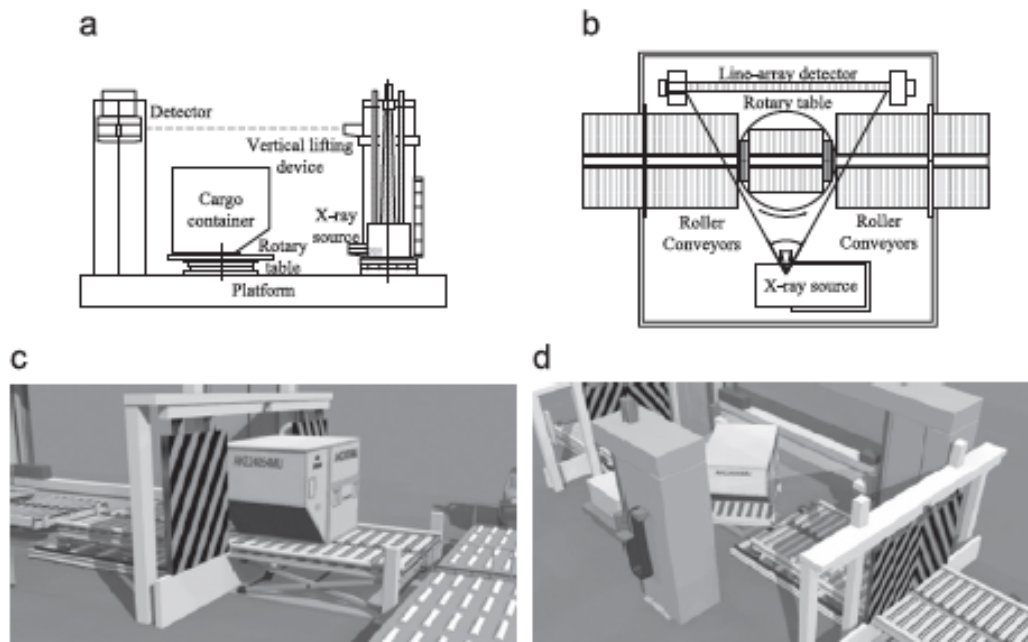 a
Detector
Vertical lifting
device
Cargo
container
X-ray
source
Rotary
table
Platform
b
Line-array detector
Rotary table
Roller
Conveyors
Roller
Conveyors
X-ray source
c
d